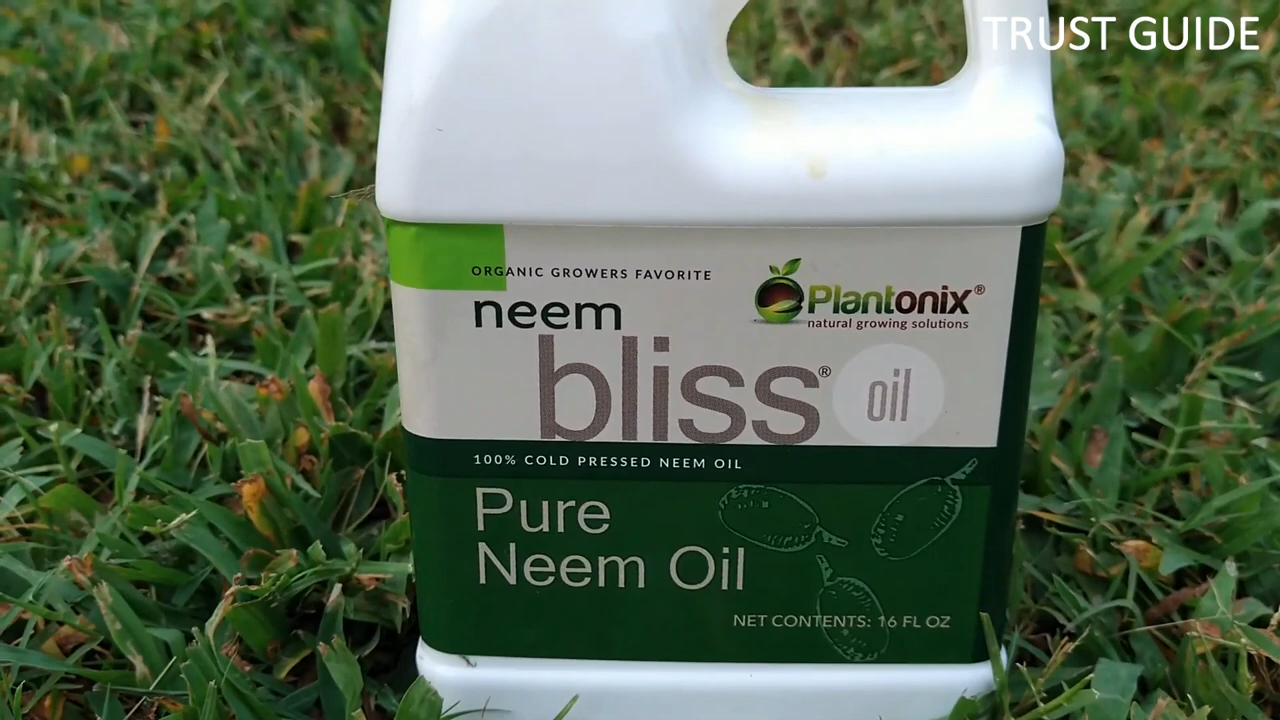 TRUST GUIDE
ORGANIC GROWERS FAVORITE
neem
Plantonix®
natural growing solutions
bliss®
oil
100% COLD PRESSED NEEM OIL
Pure
Neem Oil
NET CONTENTS: 16 FL OZ